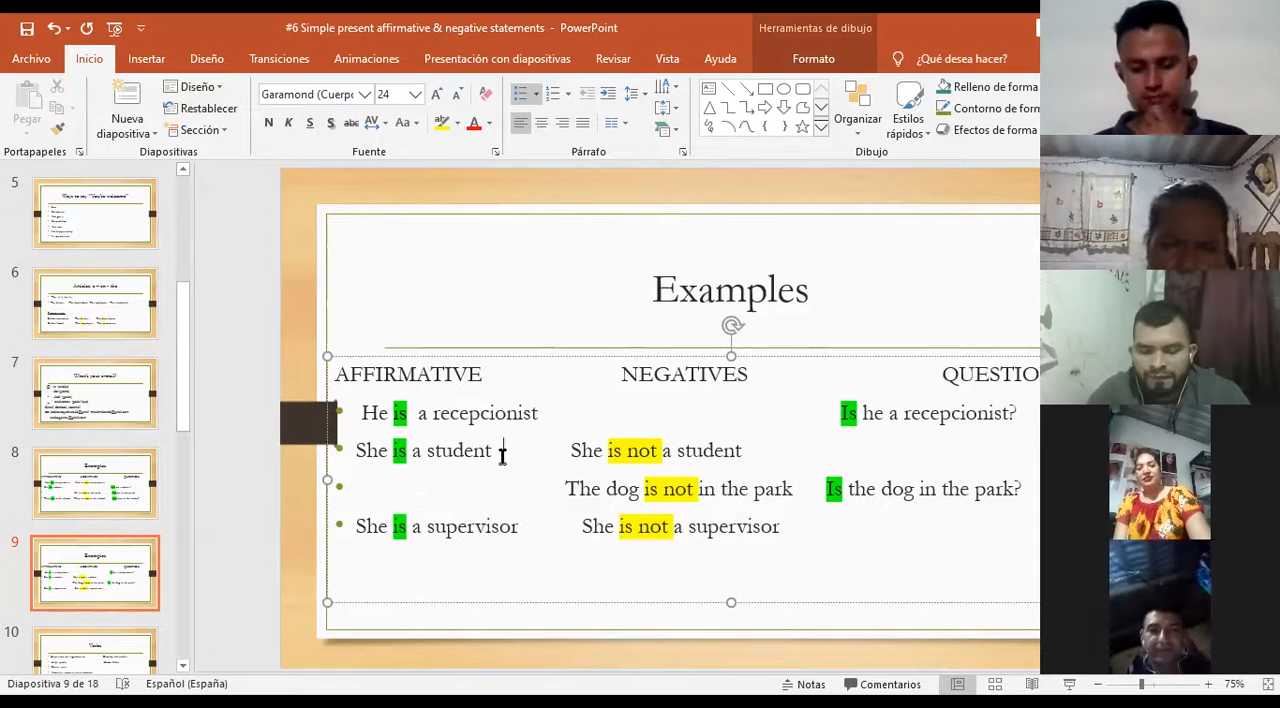 #6 Simple present affirmative & negative statements - PowerPoint
Herramientas de dibujo
Archivo Inicio Insertar Diseño Transiciones Animaciones Presentación con diapositivas Revisar Vista Ayuda Formato ¿Qué desea hacer?
Pegar
Nueva diapositiva
Diseño
Restablecer
Sección
Garamond (Cuerpo 24
N K S S abc AV Aa A
Organizar
Estilos rápidos
Relleno de forma
Contorno de forma
Efectos de forma
Portapapeles Diapositivas Fuente Párrafo Dibujo
5
6
7
8
9
10
Examples
AFFIRMATIVE NEGATIVES QUESTIO
He is a recepcionist Is he a recepcionist?
She is a student She is not a student
The dog is not in the park Is the dog in the park?
She is a supervisor She is not a supervisor
Diapositiva 9 de 18 Español (España) Notas Comentarios 75%